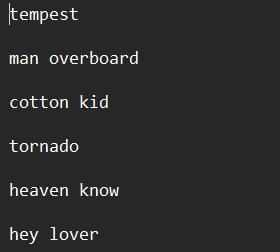 tempest
man overboard
cotton kid
tornado
heaven know
hey lover